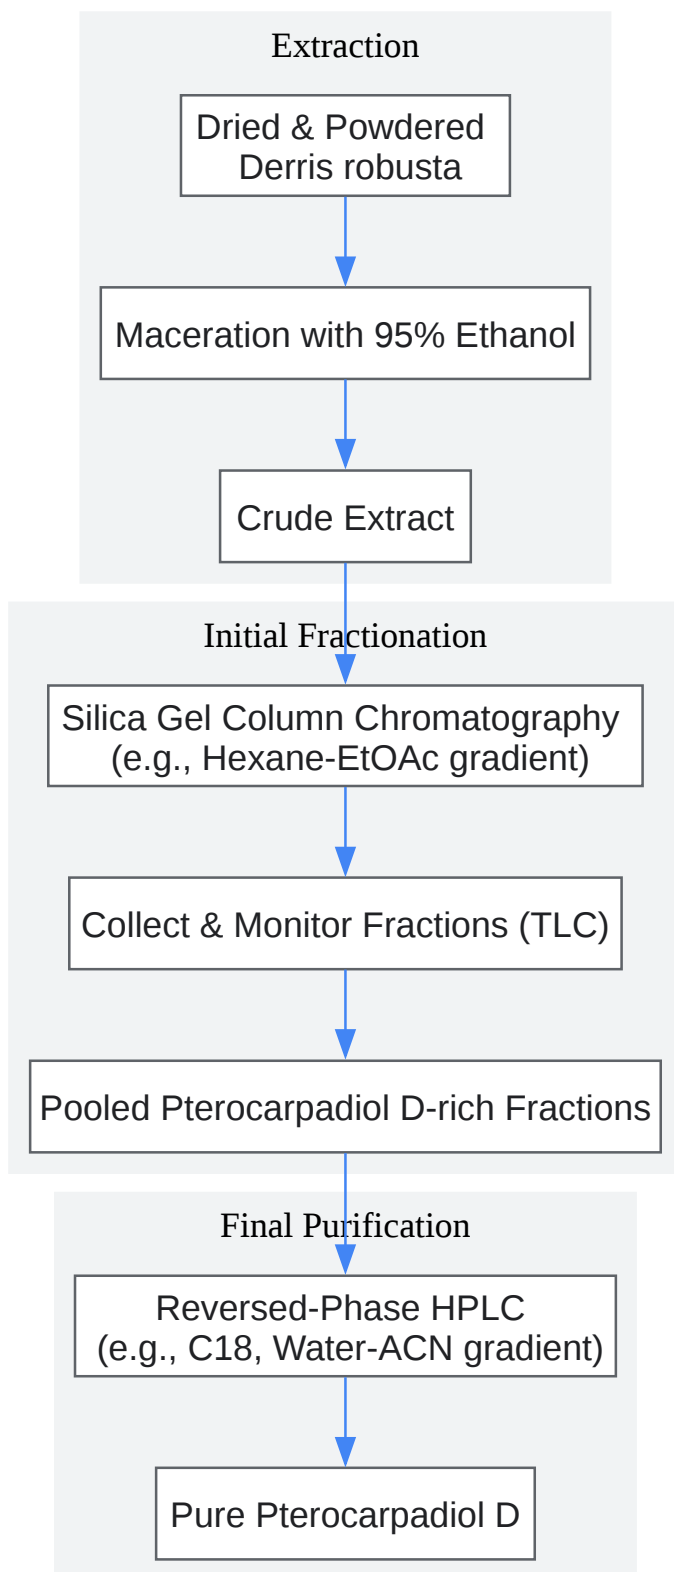 Extraction
Dried & Powdered
Derris robusta
Maceration with 95% Ethanol
Crude Extract
Initial Fractionation
Silica Gel Column Chromatography
(e.g., Hexane-EtOAc gradient)
Collect & Monitor Fractions (TLC)
Pooled Pterocarpadiol D-rich Fractions
Final Purification
Reversed-Phase HPLC
(e.g., C18, Water-ACN gradient)
Pure Pterocarpadiol D